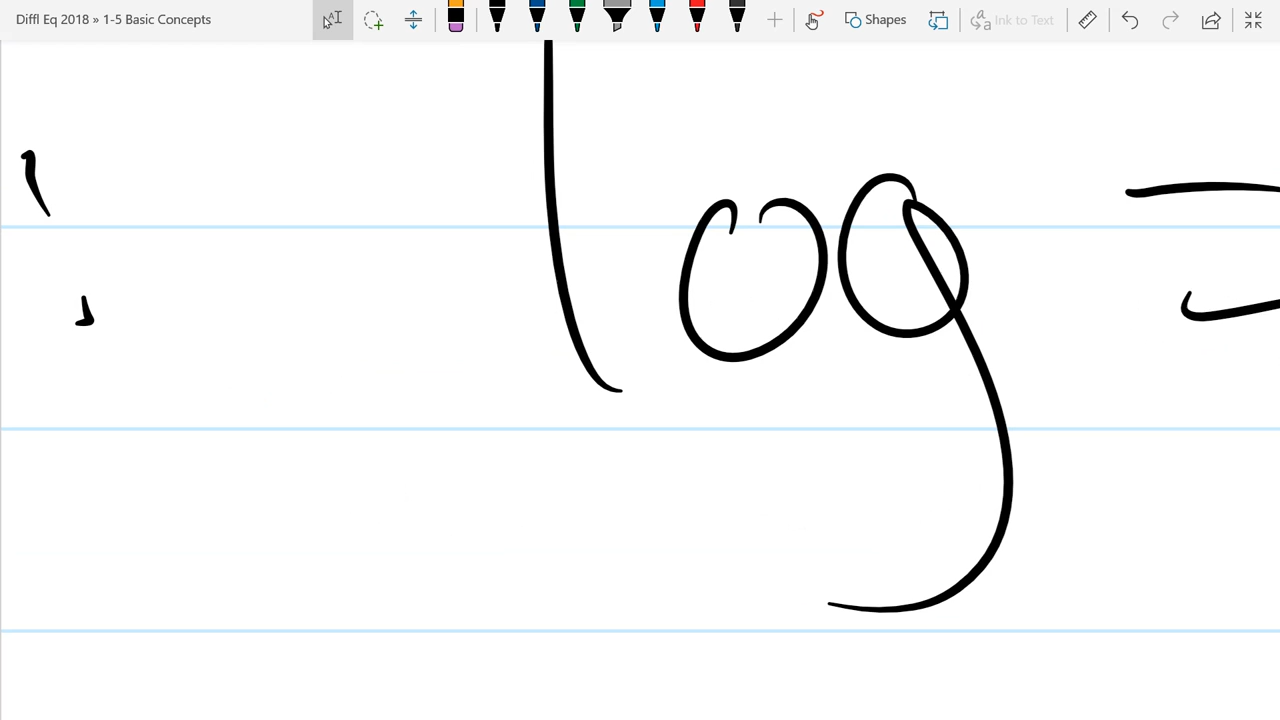 Diffl Eq 2018 » 1-5 Basic Concepts
Shapes
Ink to Text
log =